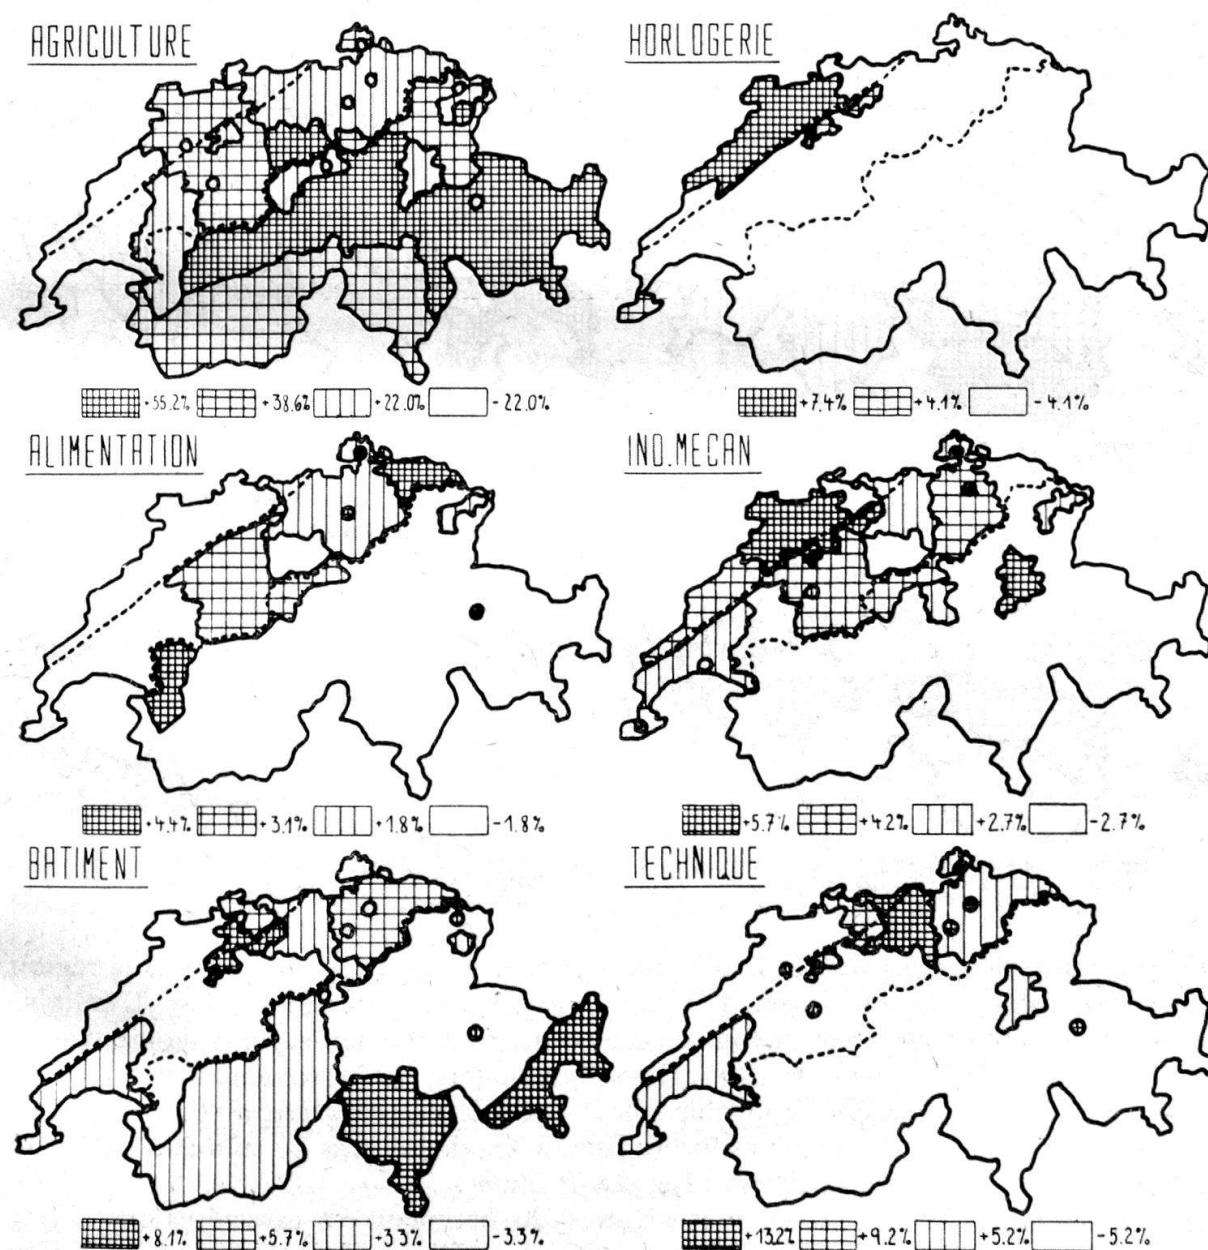 AGRICULTURE
+55.2% +38.6% +22.0% -22.0%
HORLOGERIE
+7.4% +4.1% -4.1%
ALIMENTATION
+4.4% +3.1% +1.8% -1.8%
IND.MECAN
+5.7% +4.2% +2.7% -2.7%
BATIMENT
+8.1% +5.7% +3.3% -3.3%
TECHNIQUE
+13.2% +9.2% +5.2% -5.2%